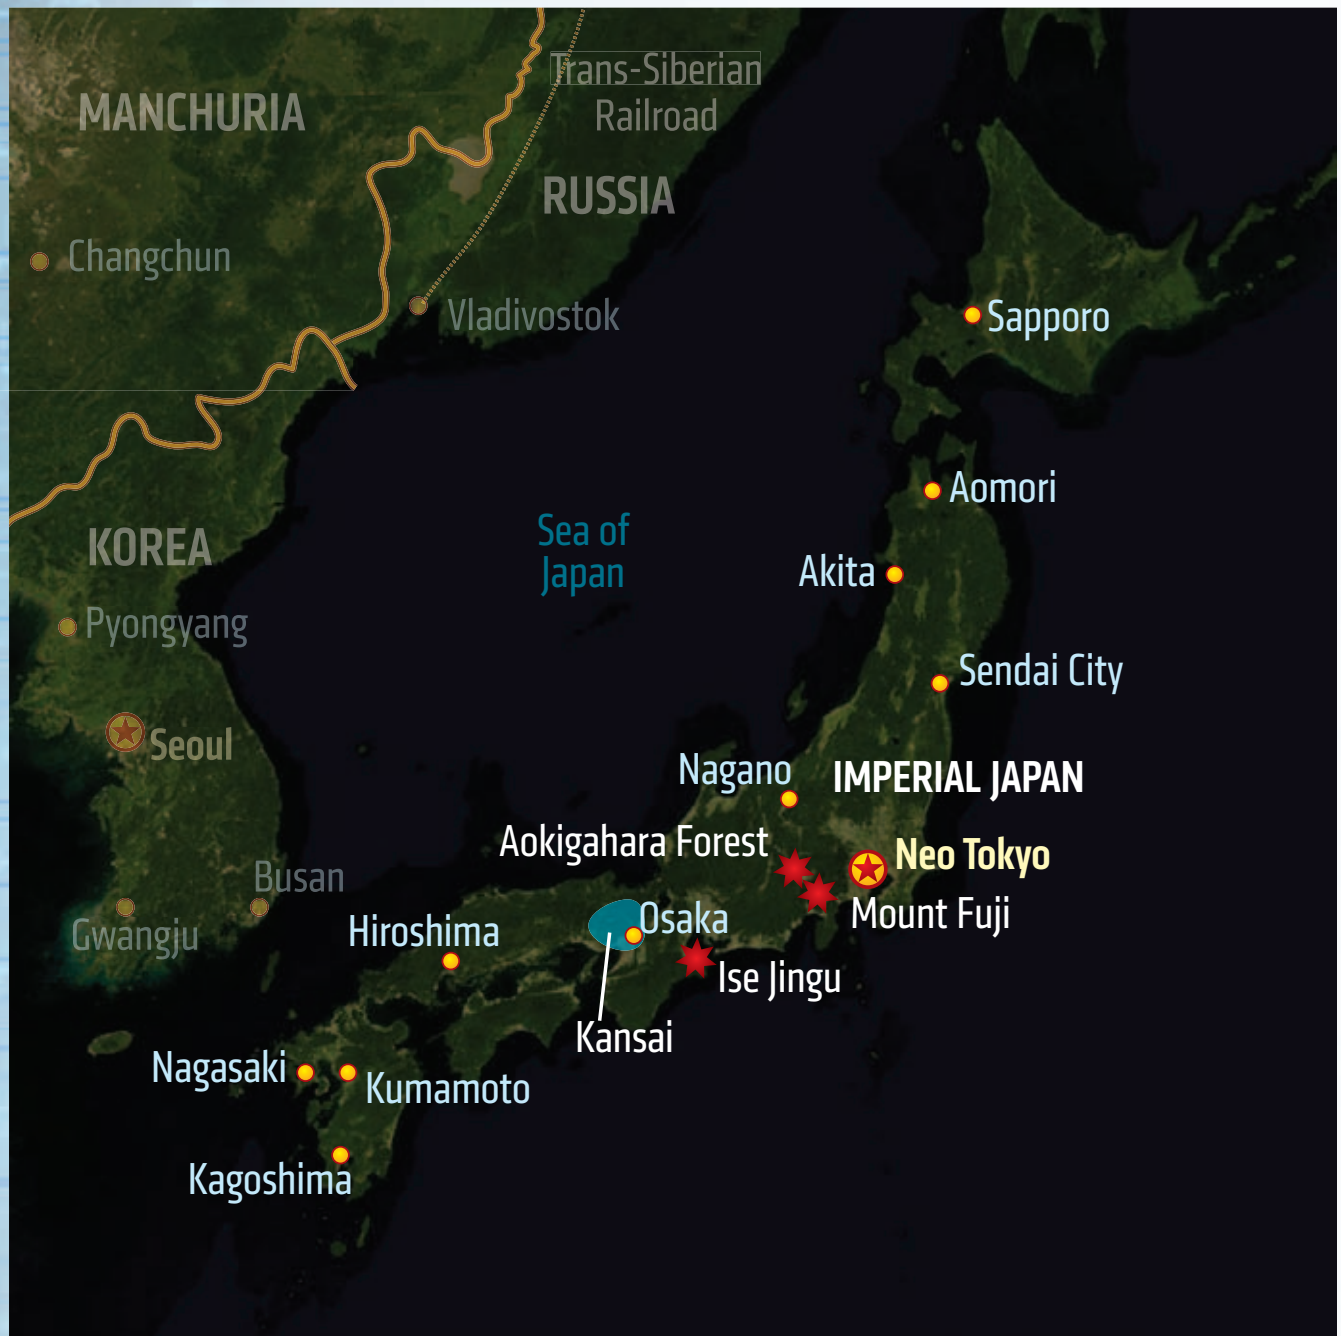 Trans-Siberian
Railroad
MANCHURIA
RUSSIA
Changchun
Vladivostok
Sapporo
Aomori
Sea of
Japan
KOREA
Akita
Pyongyang
Sendai City
Seoul
Nagano
IMPERIAL JAPAN
Aokigahara Forest
Neo Tokyo
Busan
Mount Fuji
Gwangju
Hiroshima
Osaka
Ise Jingu
Kansai
Nagasaki
Kumamoto
Kagoshima